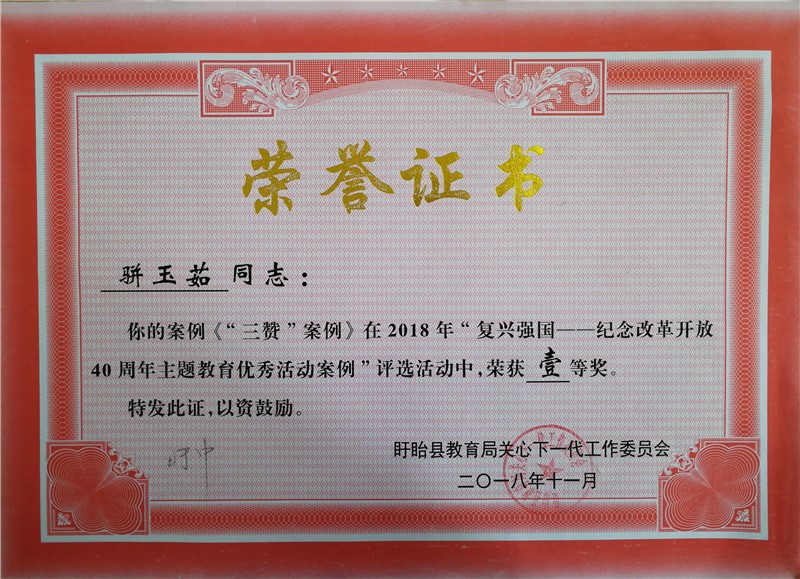 荣誉证书
骈玉茹同志：
你的案例《“三赞”案例》在2018年“复兴强国——纪念改革开放
40周年主题教育优秀活动案例”评选活动中，荣获壹等奖。
特发此证，以资鼓励。
盱中
盱眙县教育局关心下一代工作委员会
二〇一八年十一月